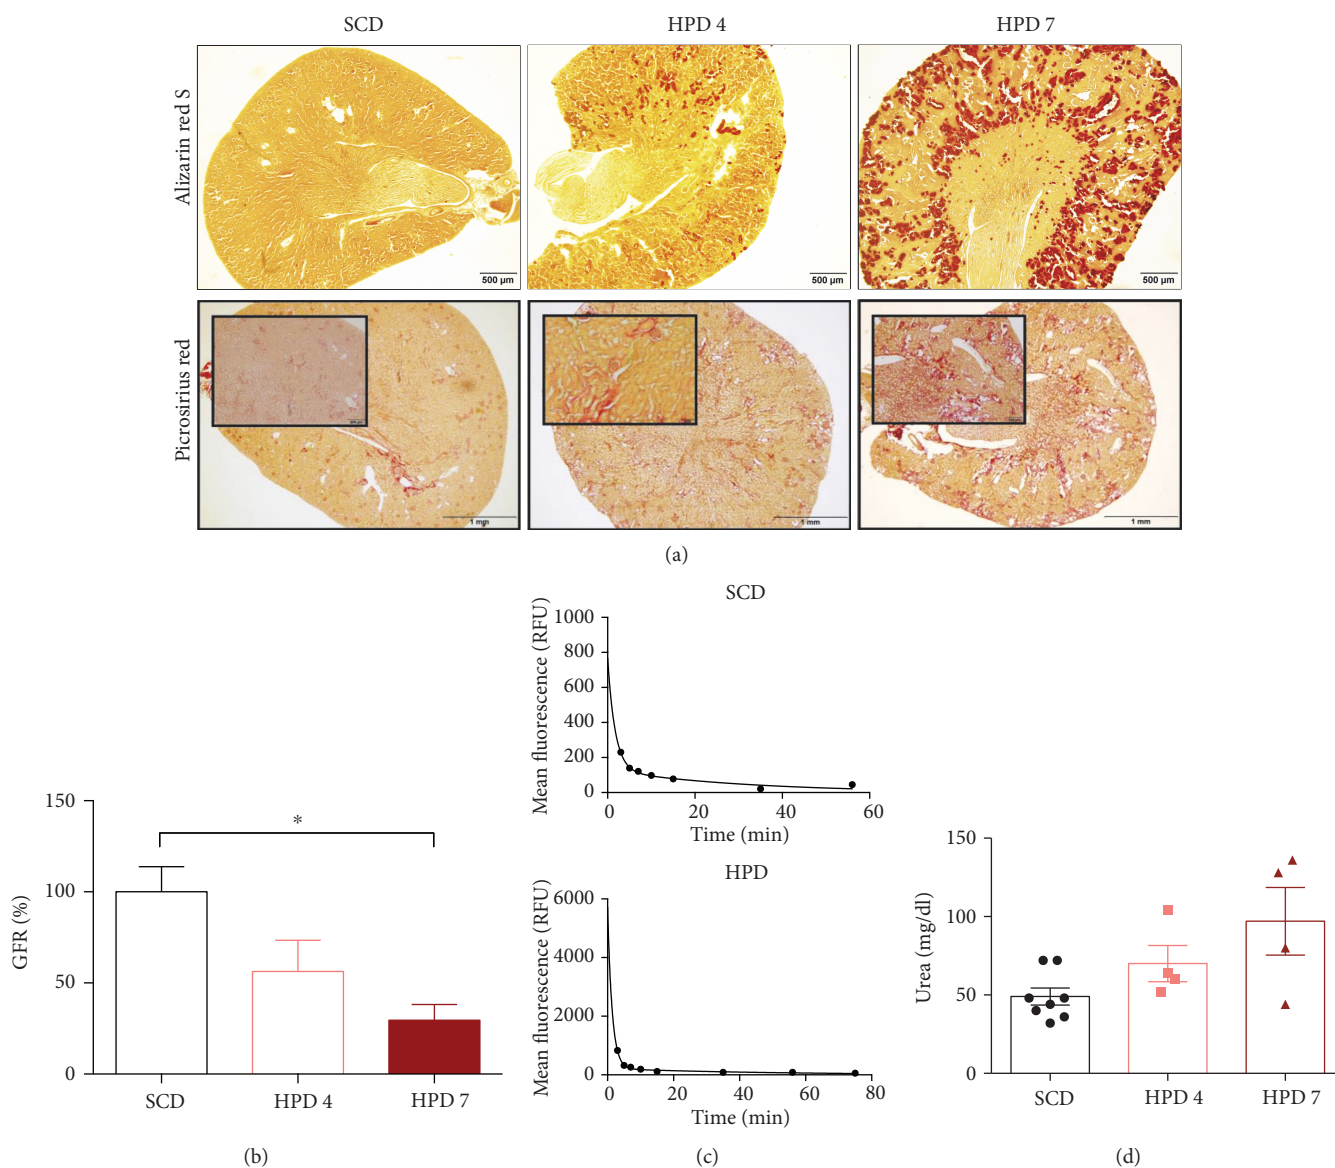 SCD
HPD 4
HPD 7
Alizarin red S
500 µm
500 µm
500 µm
Picrosirius red
1 mm
1 mm
1 mm
(a)
GFR (%)
150
100
50
0
*
SCD
HPD 4
HPD 7
(b)
SCD
Mean fluorescence (RFU)
1000
800
600
400
200
0
0
20
40
60
Time (min)
HPD
Mean fluorescence (RFU)
6000
4000
2000
0
0
20
40
60
80
Time (min)
(c)
Urea (mg/dl)
150
100
50
0
SCD
HPD 4
HPD 7
(d)